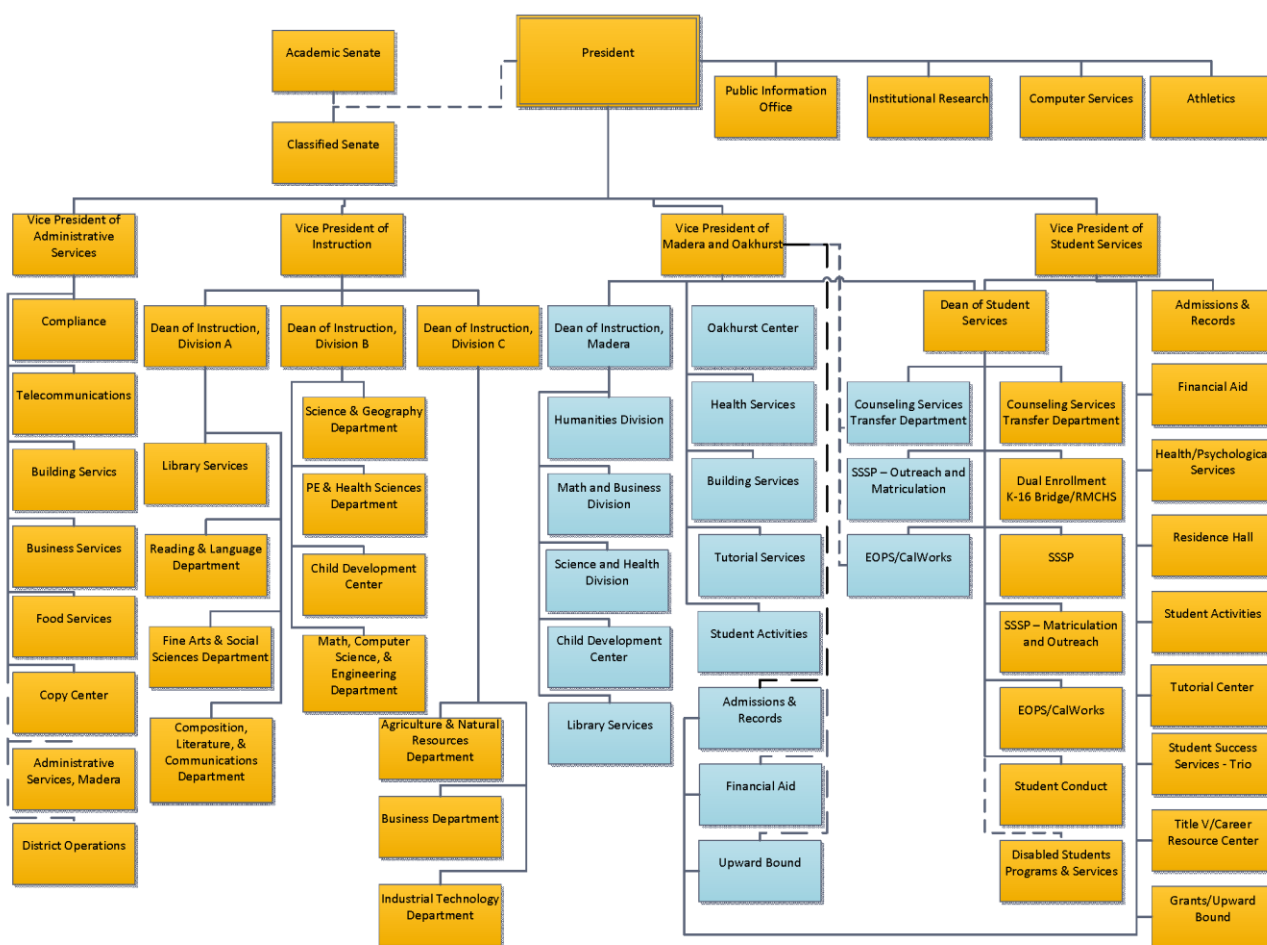 Academic Senate
President
Public Information
Office
Institutional Research
Computer Services
Athletics
Classified Senate
Vice President of
Administrative
Services
Vice President of
Instruction
Vice President of
Madera and Oakhurst
Vice President of
Student Services
Compliance
Telecommunications
Building Servics
Business Services
Food Services
Copy Center
Administrative
Services, Madera
District Operations
Dean of Instruction,
Division A
Library Services
Reading & Language
Department
Fine Arts & Social
Sciences Department
Composition,
Literature, &
Communications
Department
Dean of Instruction,
Division B
Science & Geography
Department
PE & Health Sciences
Department
Child Development
Center
Math, Computer
Science, &
Engineering
Department
Dean of Instruction,
Division C
Agriculture & Natural
Resources
Department
Business Department
Industrial Technology
Department
Dean of Instruction,
Madera
Humanities Division
Math and Business
Division
Science and Health
Division
Child Development
Center
Library Services
Oakhurst Center
Health Services
Building Services
Tutorial Services
Student Activities
Admissions &
Records
Financial Aid
Upward Bound
Dean of Student
Services
Counseling Services
Transfer Department
SSSP – Outreach and
Matriculation
EOPS/CalWorks
Counseling Services
Transfer Department
Dual Enrollment
K-16 Bridge/RMCHS
SSSP
SSSP – Matriculation
and Outreach
EOPS/CalWorks
Student Conduct
Disabled Students
Programs & Services
Admissions &
Records
Financial Aid
Health/Psychological
Services
Residence Hall
Student Activities
Tutorial Center
Student Success
Services - Trio
Title V/Career
Resource Center
Grants/Upward
Bound